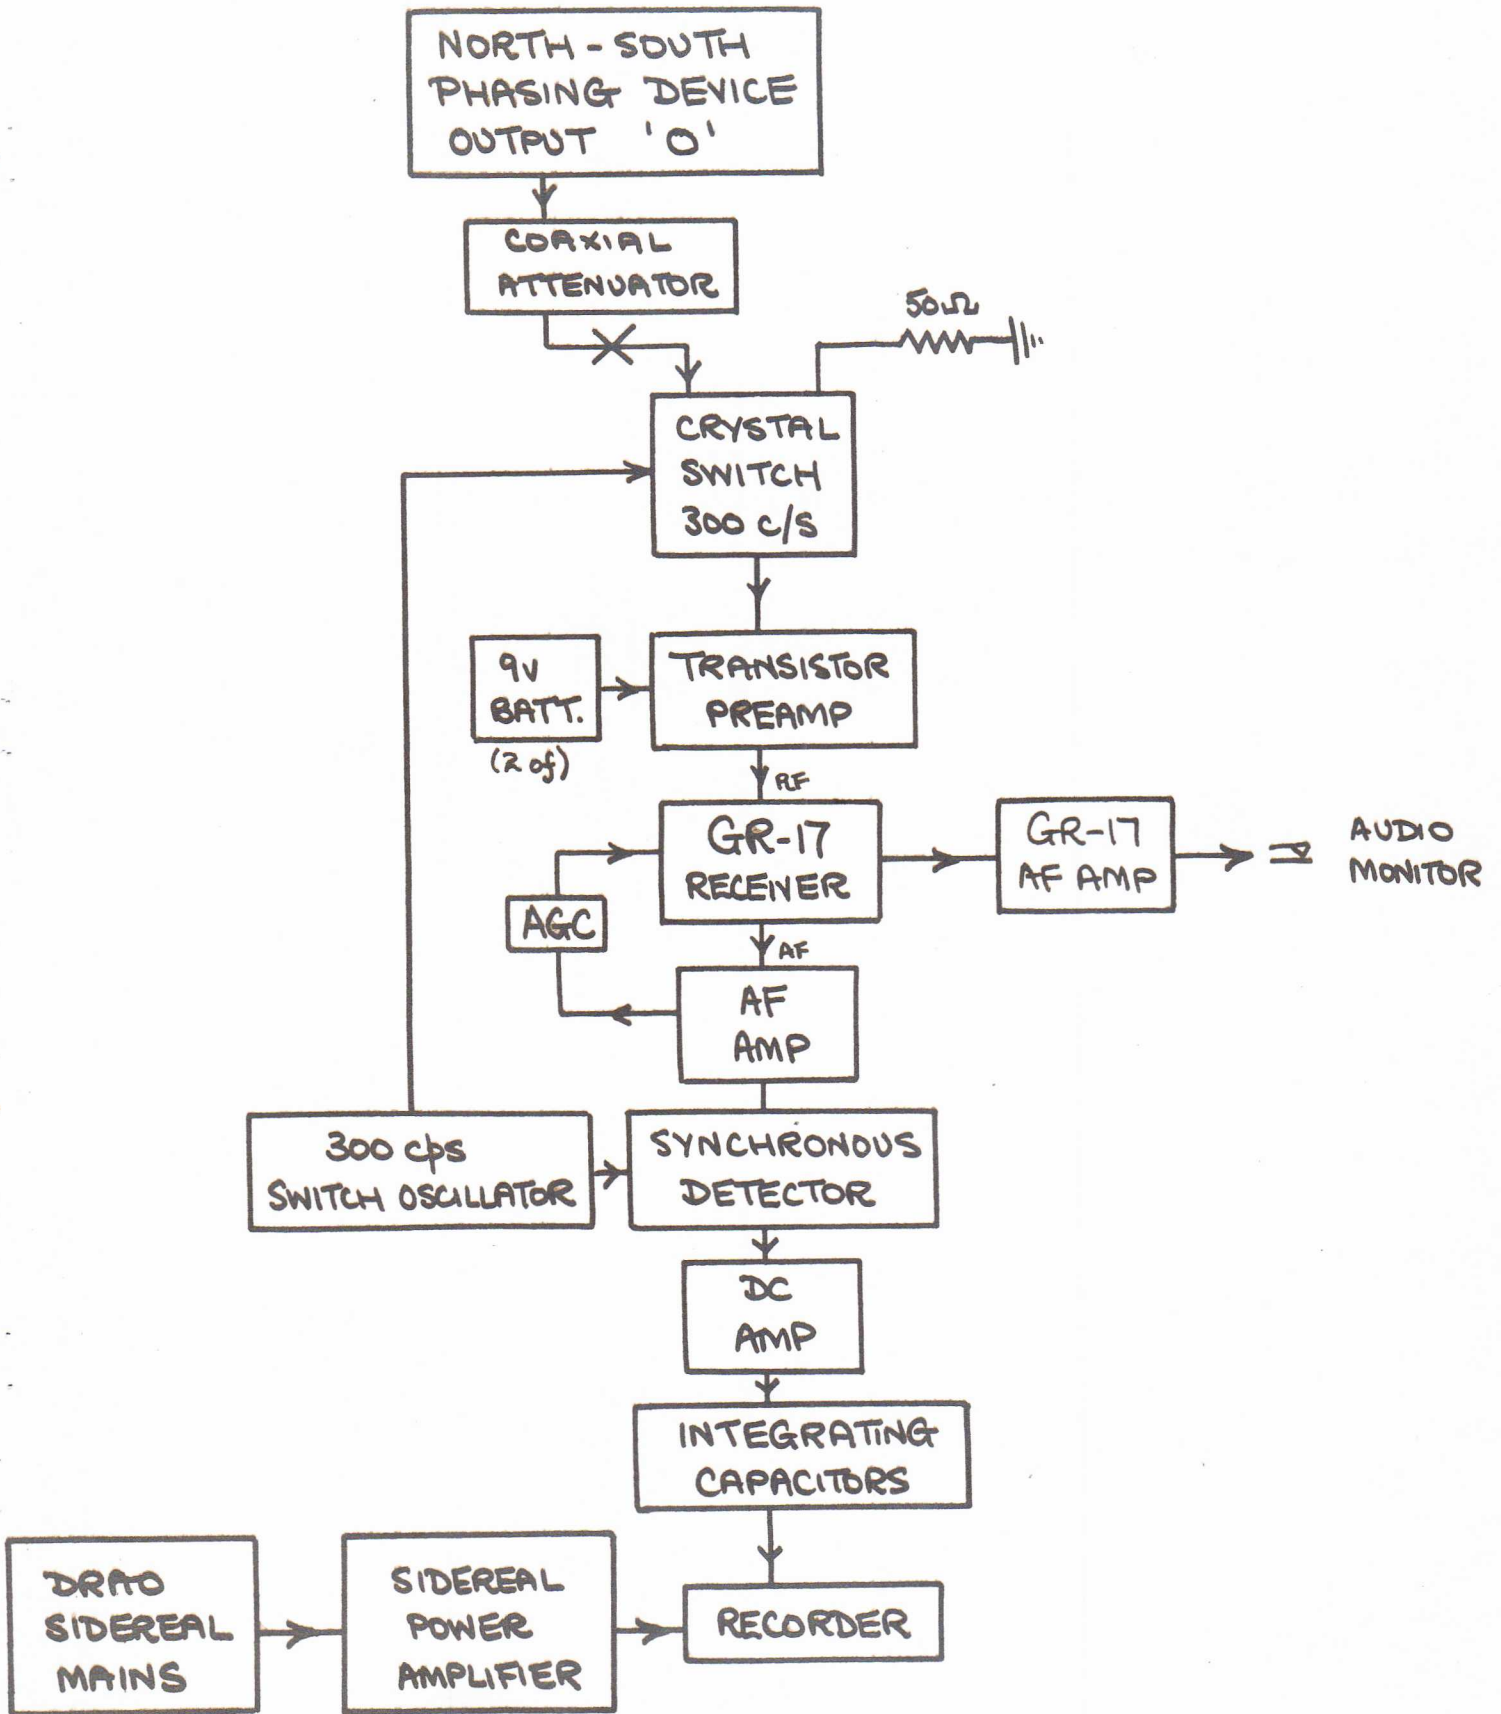 NORTH - SOUTH
PHASING DEVICE
OUTPUT 'O'
COAXIAL
ATTENUATOR
50Ω
CRYSTAL
SWITCH
300 c/s
9v
BATT.
(2 of)
TRANSISTOR
PREAMP
RF
GR-17
RECEIVER
GR-17
AF AMP
AUDIO
MONITOR
AGC
AF
AF
AMP
300 cps
SWITCH OSCILLATOR
SYNCHRONOUS
DETECTOR
DC
AMP
INTEGRATING
CAPACITORS
DRAO
SIDEREAL
MAINS
SIDEREAL
POWER
AMPLIFIER
RECORDER